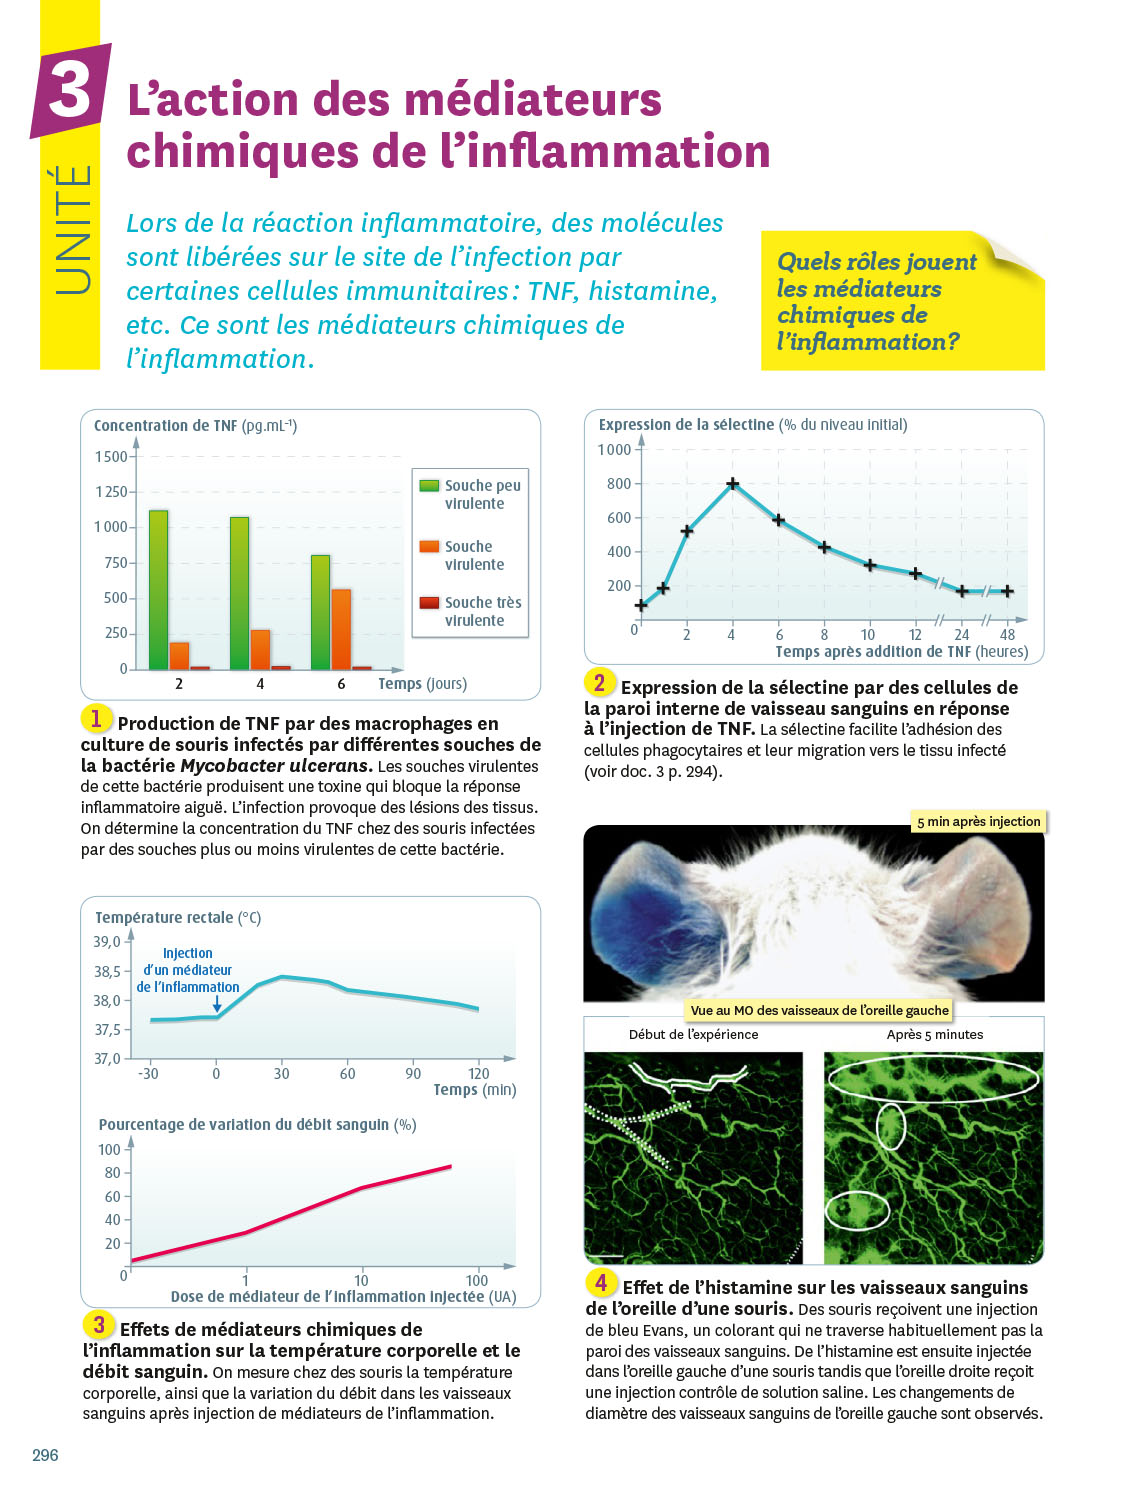 3
UNITÉ
L’action des médiateurs
chimiques de l’inflammation
Lors de la réaction inflammatoire, des molécules
sont libérées sur le site de l’infection par
certaines cellules immunitaires : TNF, histamine,
etc. Ce sont les médiateurs chimiques de
l’inflammation.
Quels rôles jouent
les médiateurs
chimiques de
l’inflammation?
Concentration de TNF (pg.mL⁻¹)
1 500
1 250
1 000
750
500
250
0
2 4 6 Temps (jours)
Souche peu
virulente
Souche
virulente
Souche très
virulente
1 Production de TNF par des macrophages en
culture de souris infectés par différentes souches de
la bactérie Mycobacter ulcerans. Les souches virulentes
de cette bactérie produisent une toxine qui bloque la réponse
inflammatoire aiguë. L’infection provoque des lésions des tissus.
On détermine la concentration du TNF chez des souris infectées
par des souches plus ou moins virulentes de cette bactérie.
Expression de la sélectine (% du niveau initial)
1 000
800
600
400
200
0 2 4 6 8 10 12 24 48
Temps après addition de TNF (heures)
2 Expression de la sélectine par des cellules de
la paroi interne de vaisseau sanguins en réponse
à l’injection de TNF. La sélectine facilite l’adhésion des
cellules phagocytaires et leur migration vers le tissu infecté
(voir doc. 3 p. 294).
Température rectale (°C)
39,0
38,5
38,0
37,5
37,0
Injection
d’un médiateur
de l’inflammation
-30 0 30 60 90 120
Temps (min)
Pourcentage de variation du débit sanguin (%)
100
80
60
40
20
0 1 10 100
Dose de médiateur de l’inflammation injectée (UA)
3 Effets de médiateurs chimiques de
l’inflammation sur la température corporelle et le
débit sanguin. On mesure chez des souris la température
corporelle, ainsi que la variation du débit dans les vaisseaux
sanguins après injection de médiateurs de l’inflammation.
5 min après injection
Vue au MO des vaisseaux de l’oreille gauche
Début de l’expérience Après 5 minutes
4 Effet de l’histamine sur les vaisseaux sanguins
de l’oreille d’une souris. Des souris reçoivent une injection
de bleu Evans, un colorant qui ne traverse habituellement pas la
paroi des vaisseaux sanguins. De l’histamine est ensuite injectée
dans l’oreille gauche d’une souris tandis que l’oreille droite reçoit
une injection contrôle de solution saline. Les changements de
diamètre des vaisseaux sanguins de l’oreille gauche sont observés.
296